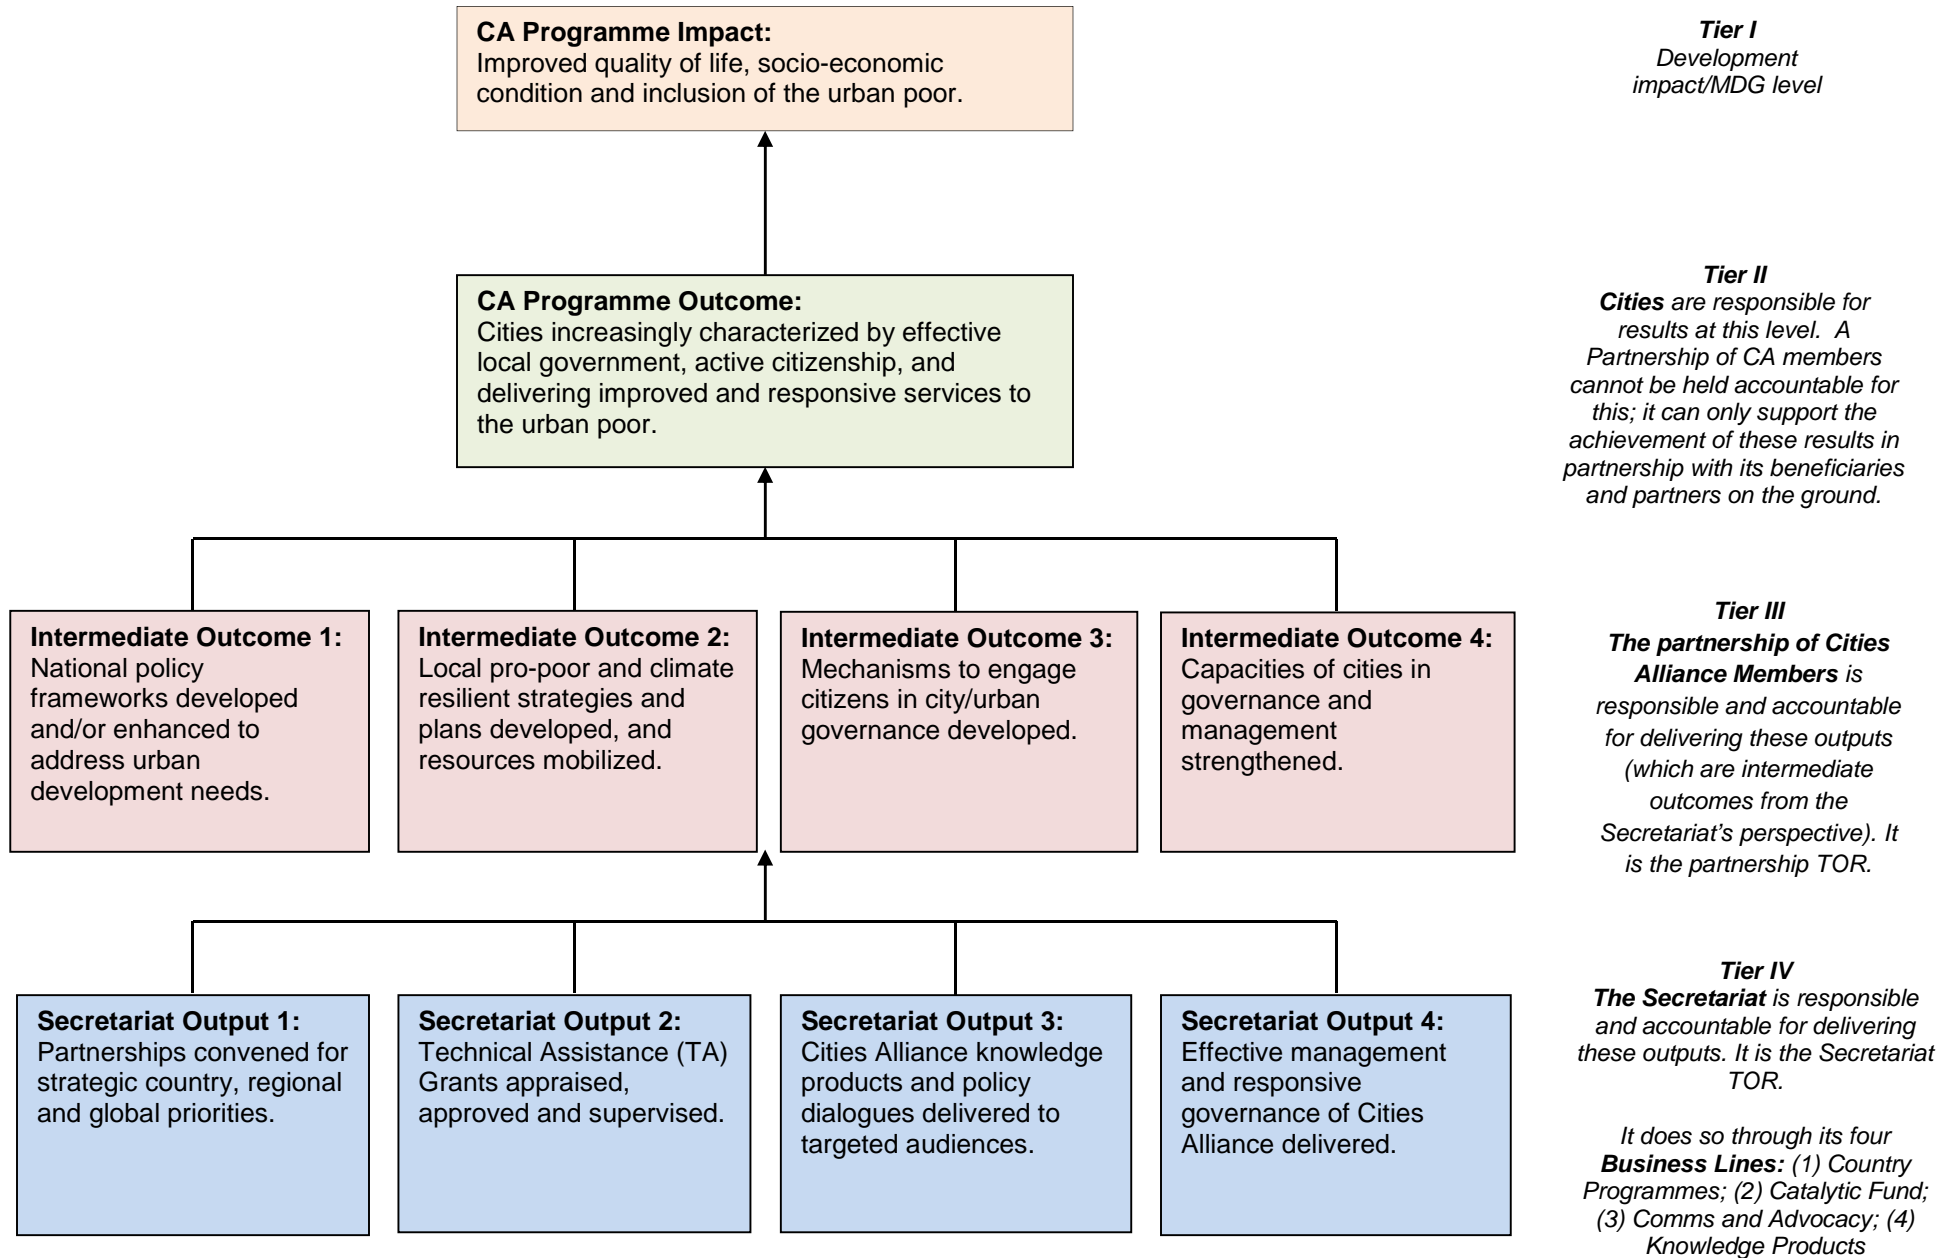 CA Programme Impact:
Improved quality of life, socio-economic
condition and inclusion of the urban poor.
Tier I
Development
impact/MDG level
CA Programme Outcome:
Cities increasingly characterized by effective
local government, active citizenship, and
delivering improved and responsive services to
the urban poor.
Tier II
Cities are responsible for
results at this level. A
Partnership of CA members
cannot be held accountable for
this; it can only support the
achievement of these results in
partnership with its beneficiaries
and partners on the ground.
Intermediate Outcome 1:
National policy
frameworks developed
and/or enhanced to
address urban
development needs.
Intermediate Outcome 2:
Local pro-poor and climate
resilient strategies and
plans developed, and
resources mobilized.
Intermediate Outcome 3:
Mechanisms to engage
citizens in city/urban
governance developed.
Intermediate Outcome 4:
Capacities of cities in
governance and
management
strengthened.
Tier III
The partnership of Cities
Alliance Members is
responsible and accountable
for delivering these outputs
(which are intermediate
outcomes from the
Secretariat's perspective). It
is the partnership TOR.
Secretariat Output 1:
Partnerships convened for
strategic country, regional
and global priorities.
Secretariat Output 2:
Technical Assistance (TA)
Grants appraised,
approved and supervised.
Secretariat Output 3:
Cities Alliance knowledge
products and policy
dialogues delivered to
targeted audiences.
Secretariat Output 4:
Effective management
and responsive
governance of Cities
Alliance delivered.
Tier IV
The Secretariat is responsible
and accountable for delivering
these outputs. It is the Secretariat
TOR.
It does so through its four
Business Lines: (1) Country
Programmes; (2) Catalytic Fund;
(3) Comms and Advocacy; (4)
Knowledge Products